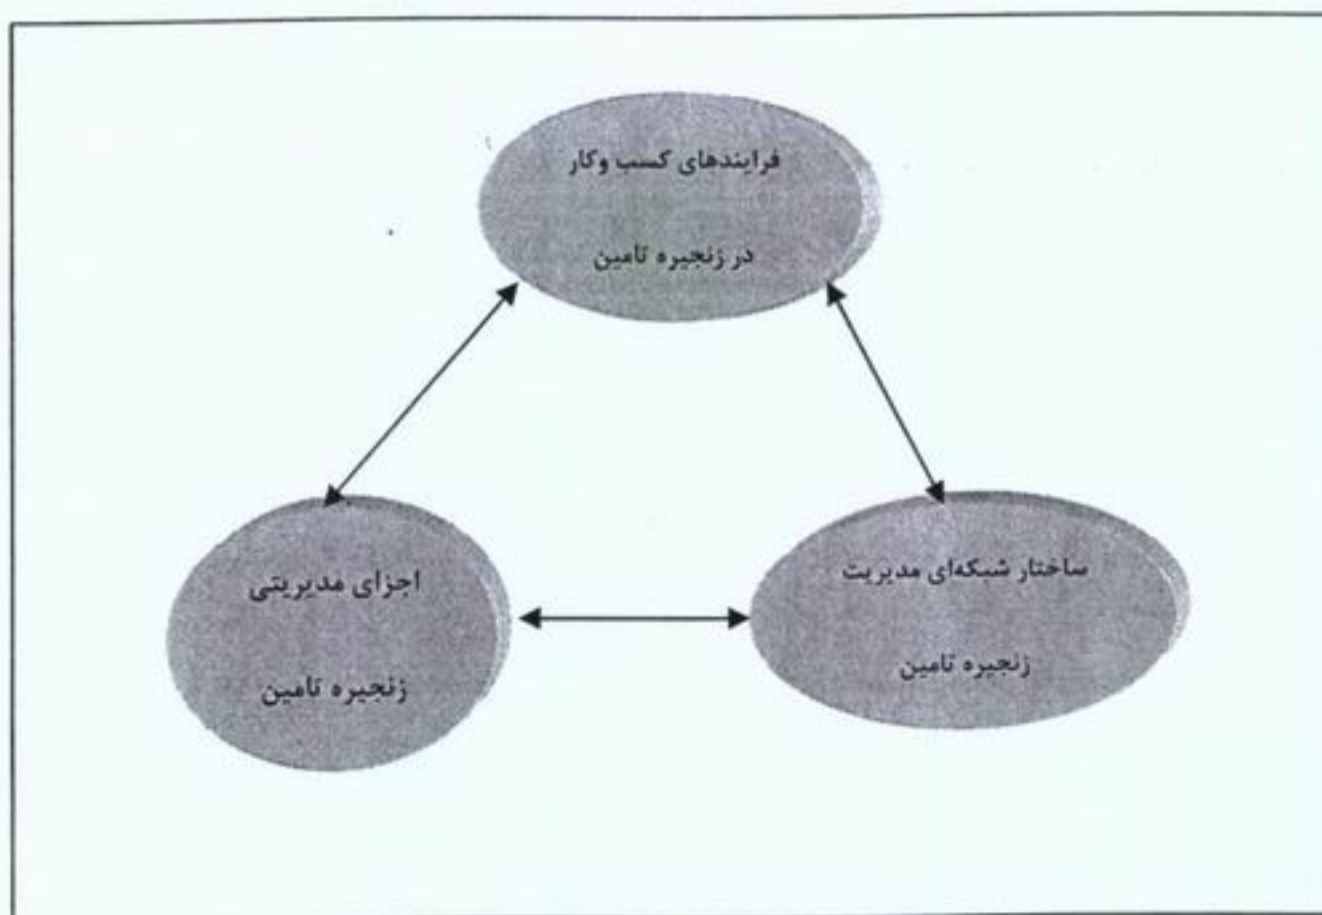 فرایندهای کسب وکار
در زنجیره تامین
ساختار شبکه‌ای مدیریت
زنجیره تامین
اجزای مدیریتی
زنجیره تامین